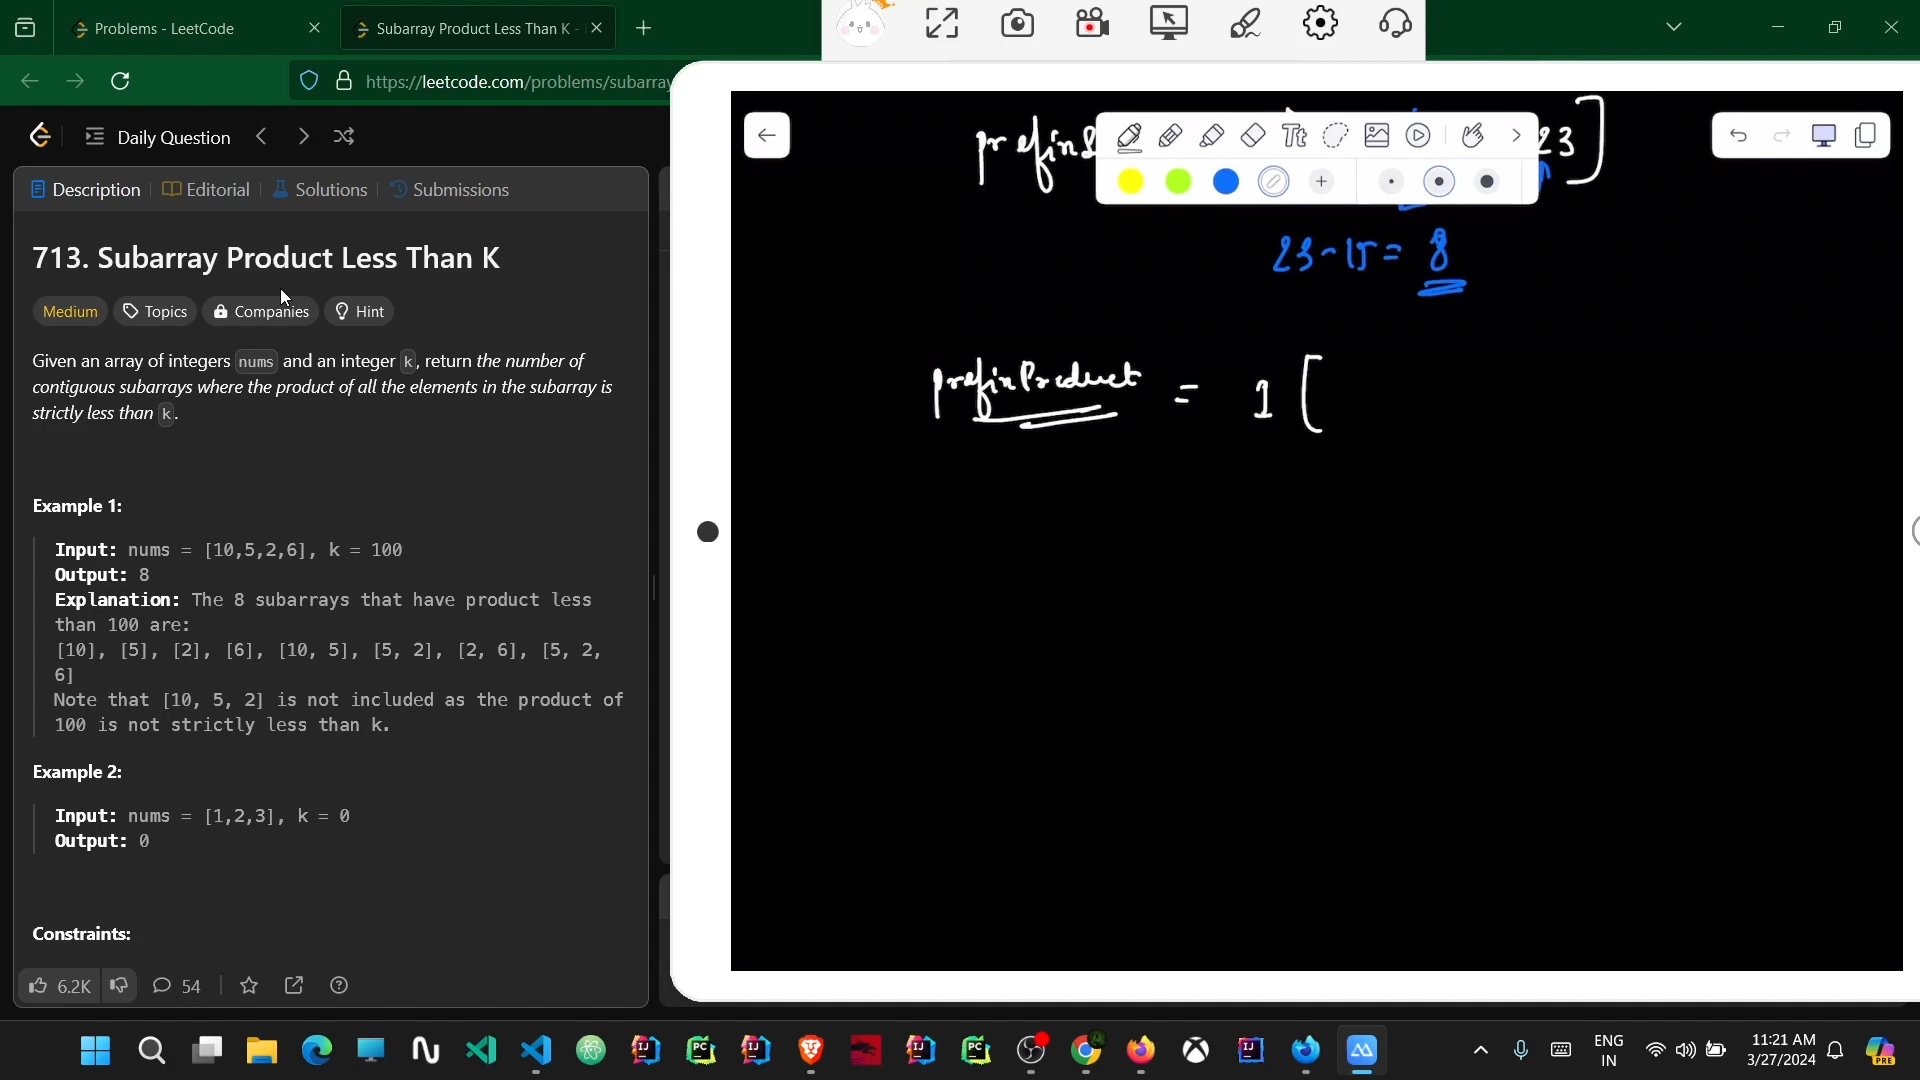 Problems - LeetCode
Subarray Product Less Than K -
https://leetcode.com/problems/subarray
Daily Question
Description
Editorial
Solutions
Submissions
713. Subarray Product Less Than K
Medium
Topics
Companies
Hint
Given an array of integers nums and an integer k, return the number of
contiguous subarrays where the product of all the elements in the subarray is
strictly less than k.
Example 1:
Input: nums = [10,5,2,6], k = 100
Output: 8
Explanation: The 8 subarrays that have product less
than 100 are:
[10], [5], [2], [6], [10, 5], [5, 2], [2, 6], [5, 2,
6]
Note that [10, 5, 2] is not included as the product of
100 is not strictly less than k.
Example 2:
Input: nums = [1,2,3], k = 0
Output: 0
Constraints:
6.2K
54
23]
Tt
23-15= 8
prefinProduct = 1 [
ENG
IN
11:21 AM
3/27/2024
PRE